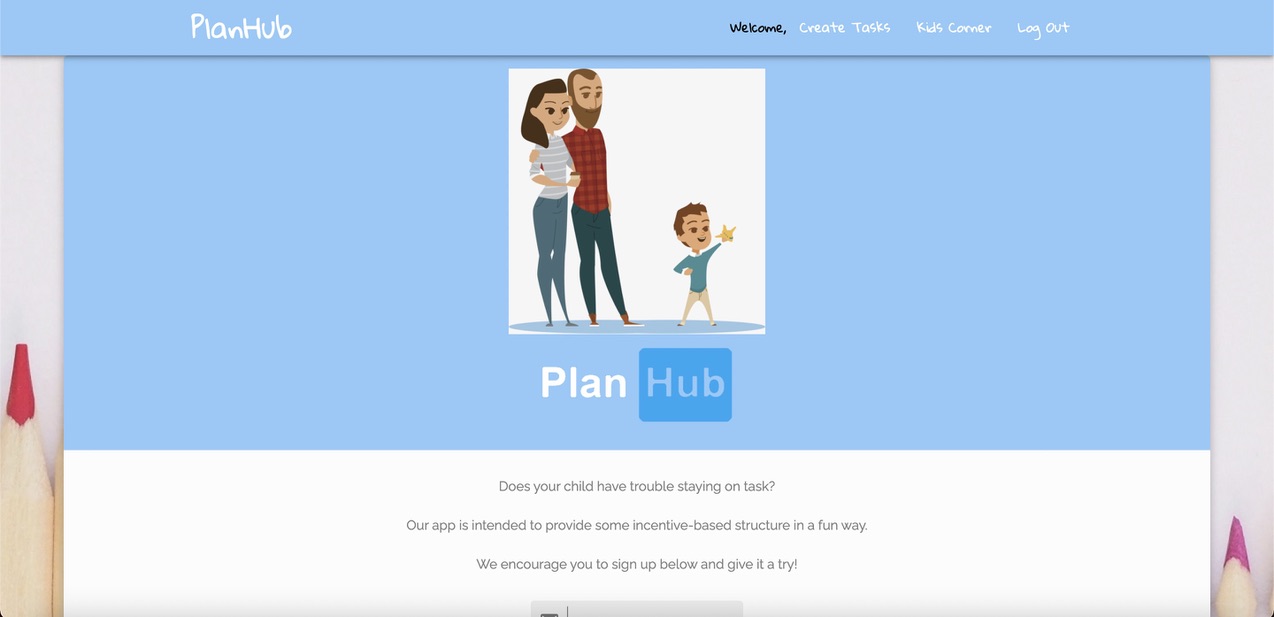 PlanHub
Welcome, Create Tasks Kids Corner Log Out
Plan Hub
Does your child have trouble staying on task?
Our app is intended to provide some incentive-based structure in a fun way.
We encourage you to sign up below and give it a try!